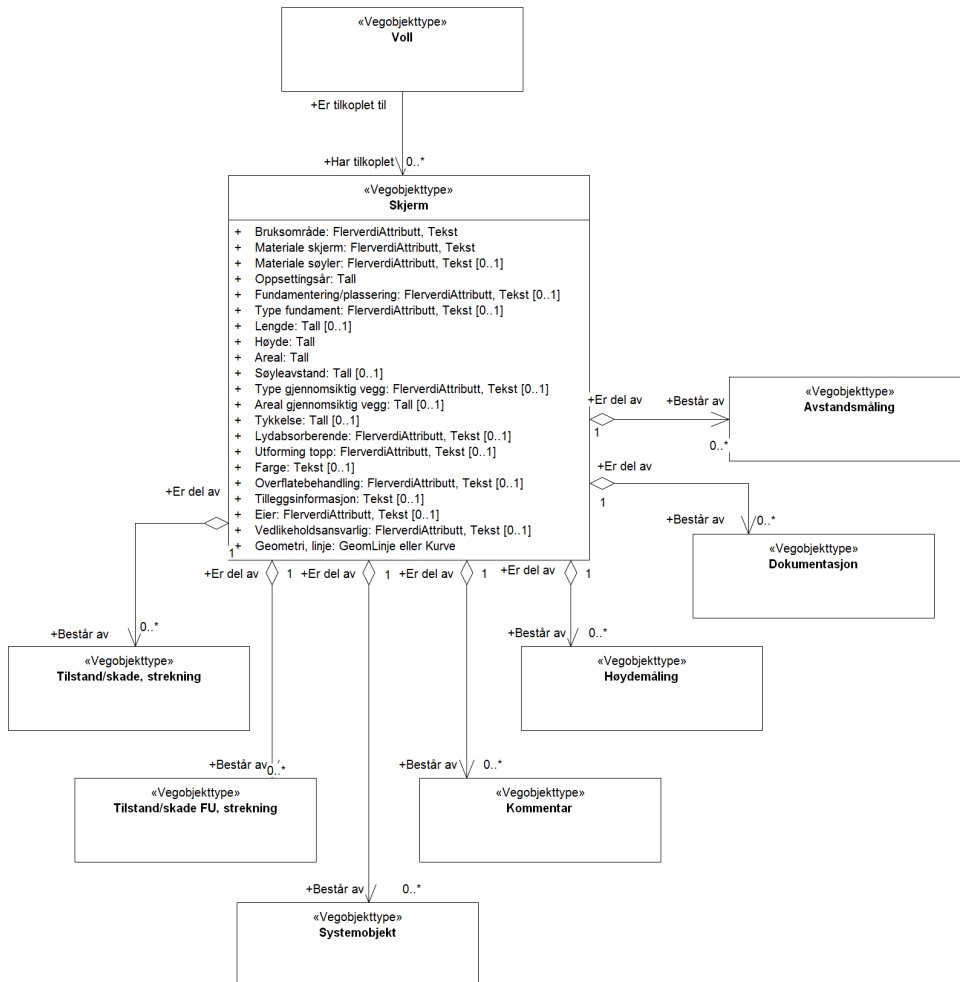 «Vegobjekttype»
Voll
+Er tilkoplet til
+Har tilkoplet 0..*
«Vegobjekttype»
Skjerm
+ Bruksområde: FlerverdiAttributt, Tekst
+ Materiale skjerm: FlerverdiAttributt, Tekst
+ Materiale søyler: FlerverdiAttributt, Tekst [0..1]
+ Oppsettingsår: Tall
+ Fundamentering/plassering: FlerverdiAttributt, Tekst [0..1]
+ Type fundament: FlerverdiAttributt, Tekst [0..1]
+ Lengde: Tall [0..1]
+ Høyde: Tall
+ Areal: Tall
+ Søyleavstand: Tall [0..1]
+ Type gjennomsiktig vegg: FlerverdiAttributt, Tekst [0..1]
+ Areal gjennomsiktig vegg: Tall [0..1]
+ Tykkelse: Tall [0..1]
+ Lydabsorberende: FlerverdiAttributt, Tekst [0..1]
+ Utforming topp: FlerverdiAttributt, Tekst [0..1]
+ Farge: Tekst [0..1]
+ Overflatebehandling: FlerverdiAttributt, Tekst [0..1]
+ Tilleggsinformasjon: Tekst [0..1]
+ Eier: FlerverdiAttributt, Tekst [0..1]
+ Vedlikeholdsansvarlig: FlerverdiAttributt, Tekst [0..1]
+ Geometri, linje: GeomLinje eller Kurve
+Er del av
1
+Består av
0..*
«Vegobjekttype»
Avstandsmåling
+Er del av
1
+Består av
0..*
«Vegobjekttype»
Dokumentasjon
+Er del av
1
+Består av
0..*
«Vegobjekttype»
Tilstand/skade, strekning
+Er del av 1
+Består av 0..*
«Vegobjekttype»
Tilstand/skade FU, strekning
+Er del av 1
+Består av 0..*
«Vegobjekttype»
Systemobjekt
+Er del av 1
+Består av 0..*
«Vegobjekttype»
Kommentar
+Er del av 1
+Består av 0..*
«Vegobjekttype»
Høydemåling